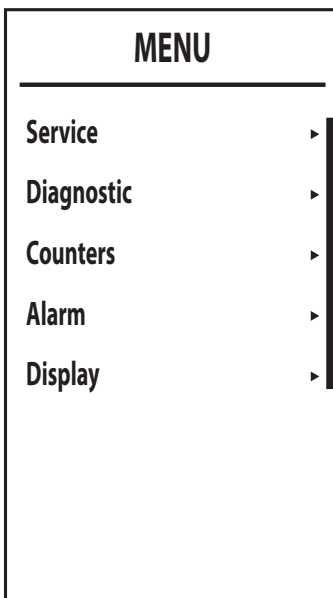 MENU
Service
Diagnostic
Counters
Alarm
Display